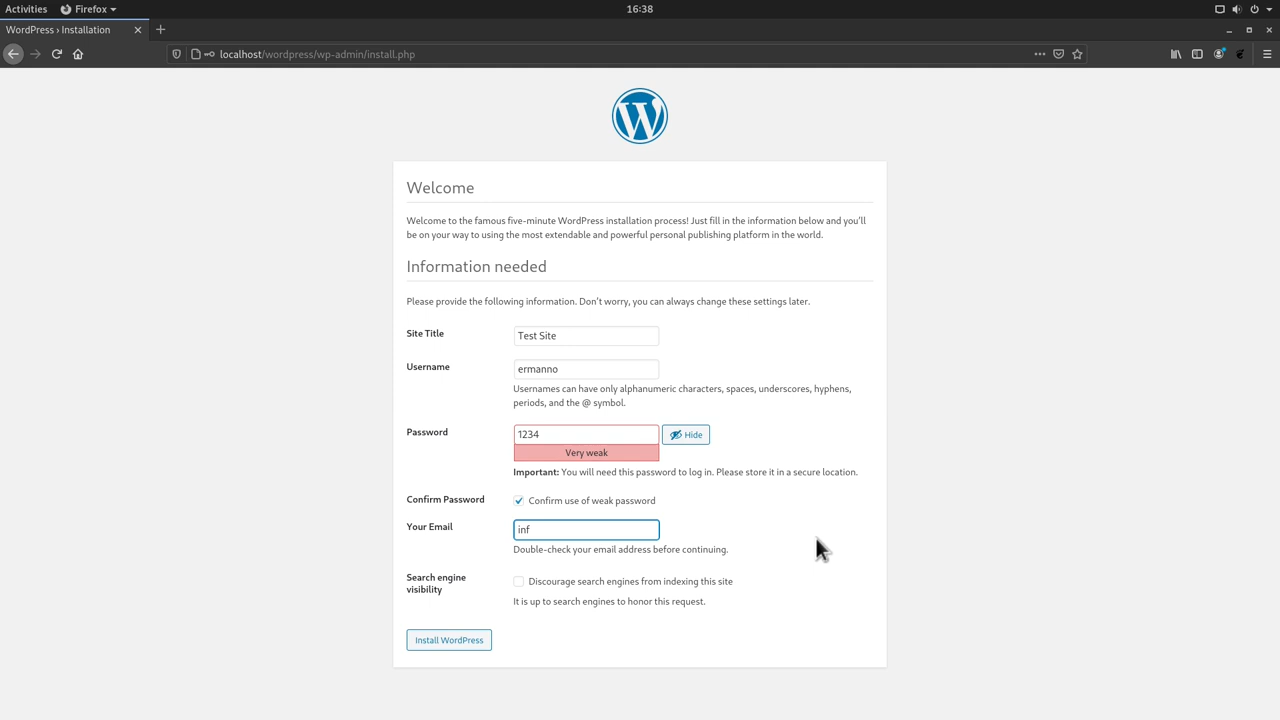 Activities
Firefox
16:38
WordPress › Installation
localhost/wordpress/wp-admin/install.php
Welcome
Welcome to the famous five-minute WordPress installation process! Just fill in the information below and you'll
be on your way to using the most extendable and powerful personal publishing platform in the world.
Information needed
Please provide the following information. Don't worry, you can always change these settings later.
Site Title
Test Site
Username
ermanno
Usernames can have only alphanumeric characters, spaces, underscores, hyphens,
periods, and the @ symbol.
Password
1234
Hide
Very weak
Important: You will need this password to log in. Please store it in a secure location.
Confirm Password
Confirm use of weak password
Your Email
inf
Double-check your email address before continuing.
Search engine
visibility
Discourage search engines from indexing this site
It is up to search engines to honor this request.
Install WordPress